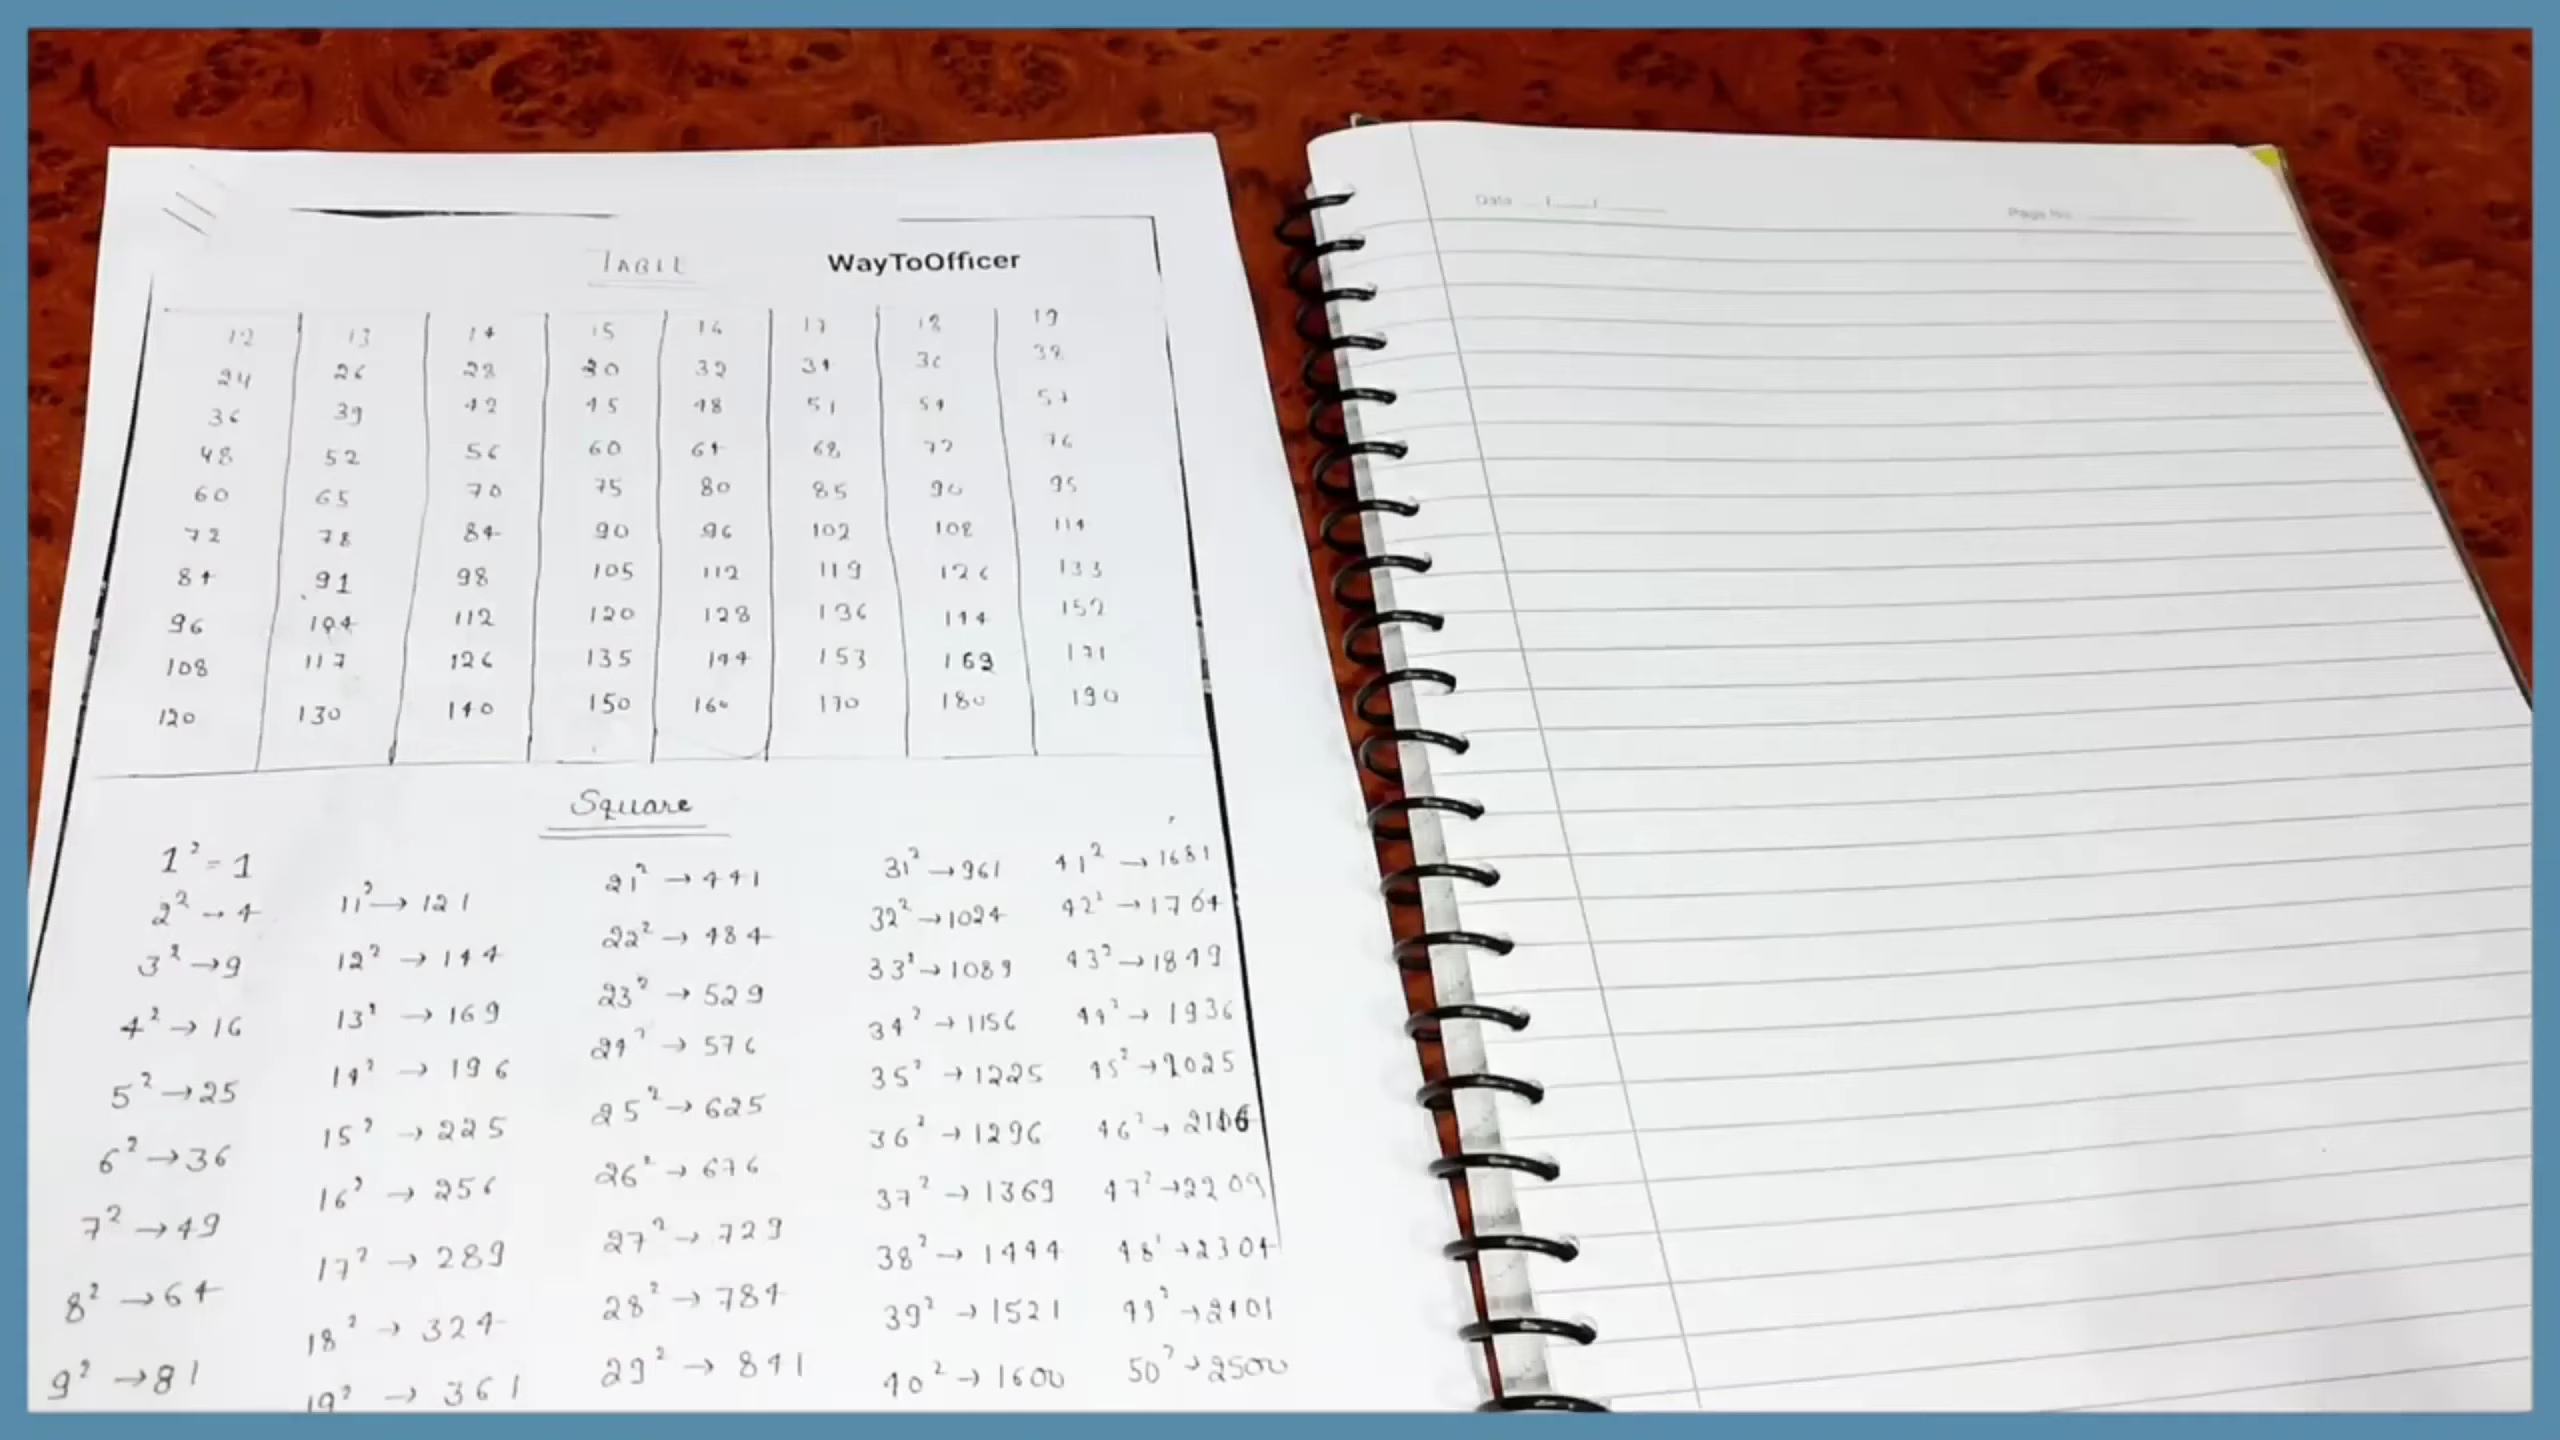 TABLE WayToOfficer
12 13 14 15 16 17 18 19
24 26 28 30 32 34 36 38
36 39 42 45 48 51 54 57
48 52 56 60 64 68 72 76
60 65 70 75 80 85 90 95
72 78 84 90 96 102 108 114
84 91 98 105 112 119 126 133
96 104 112 120 128 136 144 152
108 117 126 135 144 153 162 171
120 130 140 150 160 170 180 190
Square
1² = 1
2² → 4
3² → 9
4² → 16
5² → 25
6² → 36
7² → 49
8² → 64
9² → 81
11² → 121
12² → 144
13² → 169
14² → 196
15² → 225
16² → 256
17² → 289
18² → 324
19² → 361
21² → 441
22² → 484
23² → 529
24² → 576
25² → 625
26² → 676
27² → 729
28² → 784
29² → 841
31² → 961
32² → 1024
33² → 1089
34² → 1156
35² → 1225
36² → 1296
37² → 1369
38² → 1444
39² → 1521
40² → 1600
41² → 1681
42² → 1764
43² → 1849
44² → 1936
45² → 2025
46² → 2116
47² → 2209
48² → 2304
49² → 2401
50² → 2500
Date
Page No.